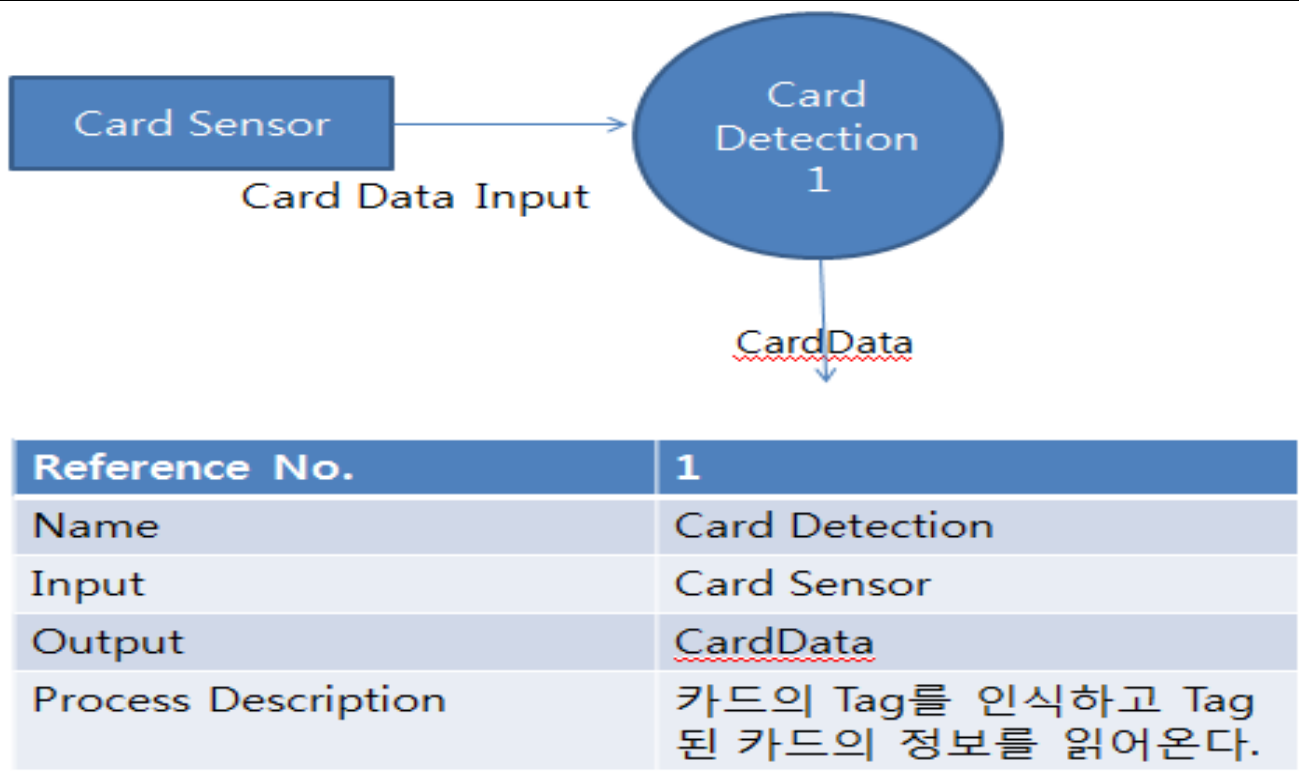 Card Sensor
Card
Detection
1
Card Data Input
CardData
Reference No. 1
Name Card Detection
Input Card Sensor
Output CardData
Process Description 카드의 Tag를 인식하고 Tag
된 카드의 정보를 읽어온다.